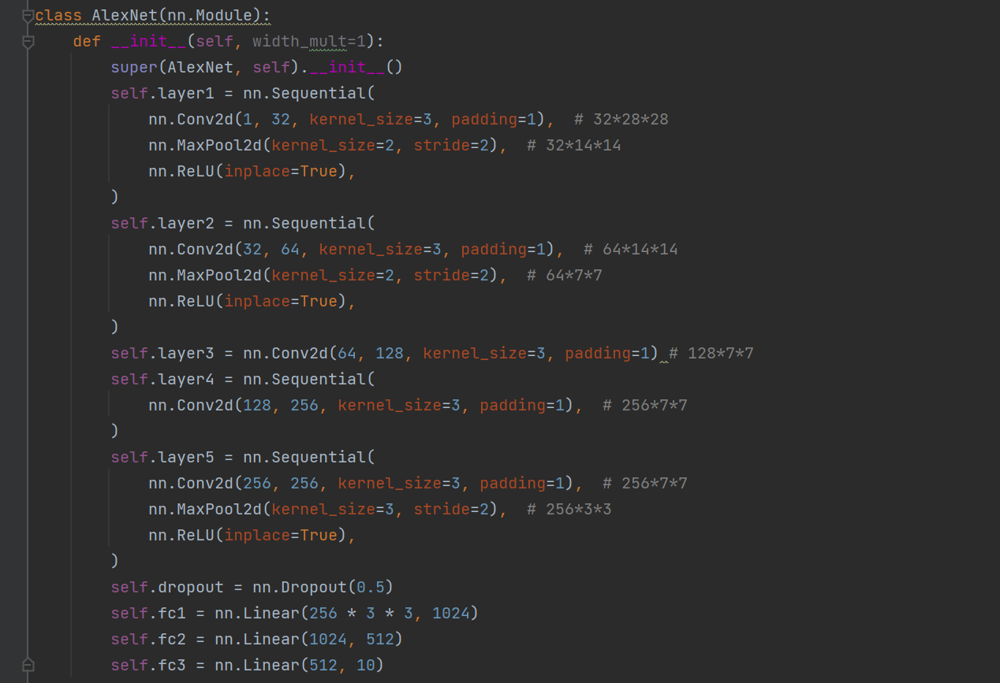 class AlexNet(nn.Module):
    def __init__(self, width_mult=1):
        super(AlexNet, self).__init__()
        self.layer1 = nn.Sequential(
            nn.Conv2d(1, 32, kernel_size=3, padding=1),  # 32*28*28
            nn.MaxPool2d(kernel_size=2, stride=2),  # 32*14*14
            nn.ReLU(inplace=True),
        )
        self.layer2 = nn.Sequential(
            nn.Conv2d(32, 64, kernel_size=3, padding=1),  # 64*14*14
            nn.MaxPool2d(kernel_size=2, stride=2),  # 64*7*7
            nn.ReLU(inplace=True),
        )
        self.layer3 = nn.Conv2d(64, 128, kernel_size=3, padding=1) # 128*7*7
        self.layer4 = nn.Sequential(
            nn.Conv2d(128, 256, kernel_size=3, padding=1),  # 256*7*7
        )
        self.layer5 = nn.Sequential(
            nn.Conv2d(256, 256, kernel_size=3, padding=1),  # 256*7*7
            nn.MaxPool2d(kernel_size=3, stride=2),  # 256*3*3
            nn.ReLU(inplace=True),
        )
        self.dropout = nn.Dropout(0.5)
        self.fc1 = nn.Linear(256 * 3 * 3, 1024)
        self.fc2 = nn.Linear(1024, 512)
        self.fc3 = nn.Linear(512, 10)